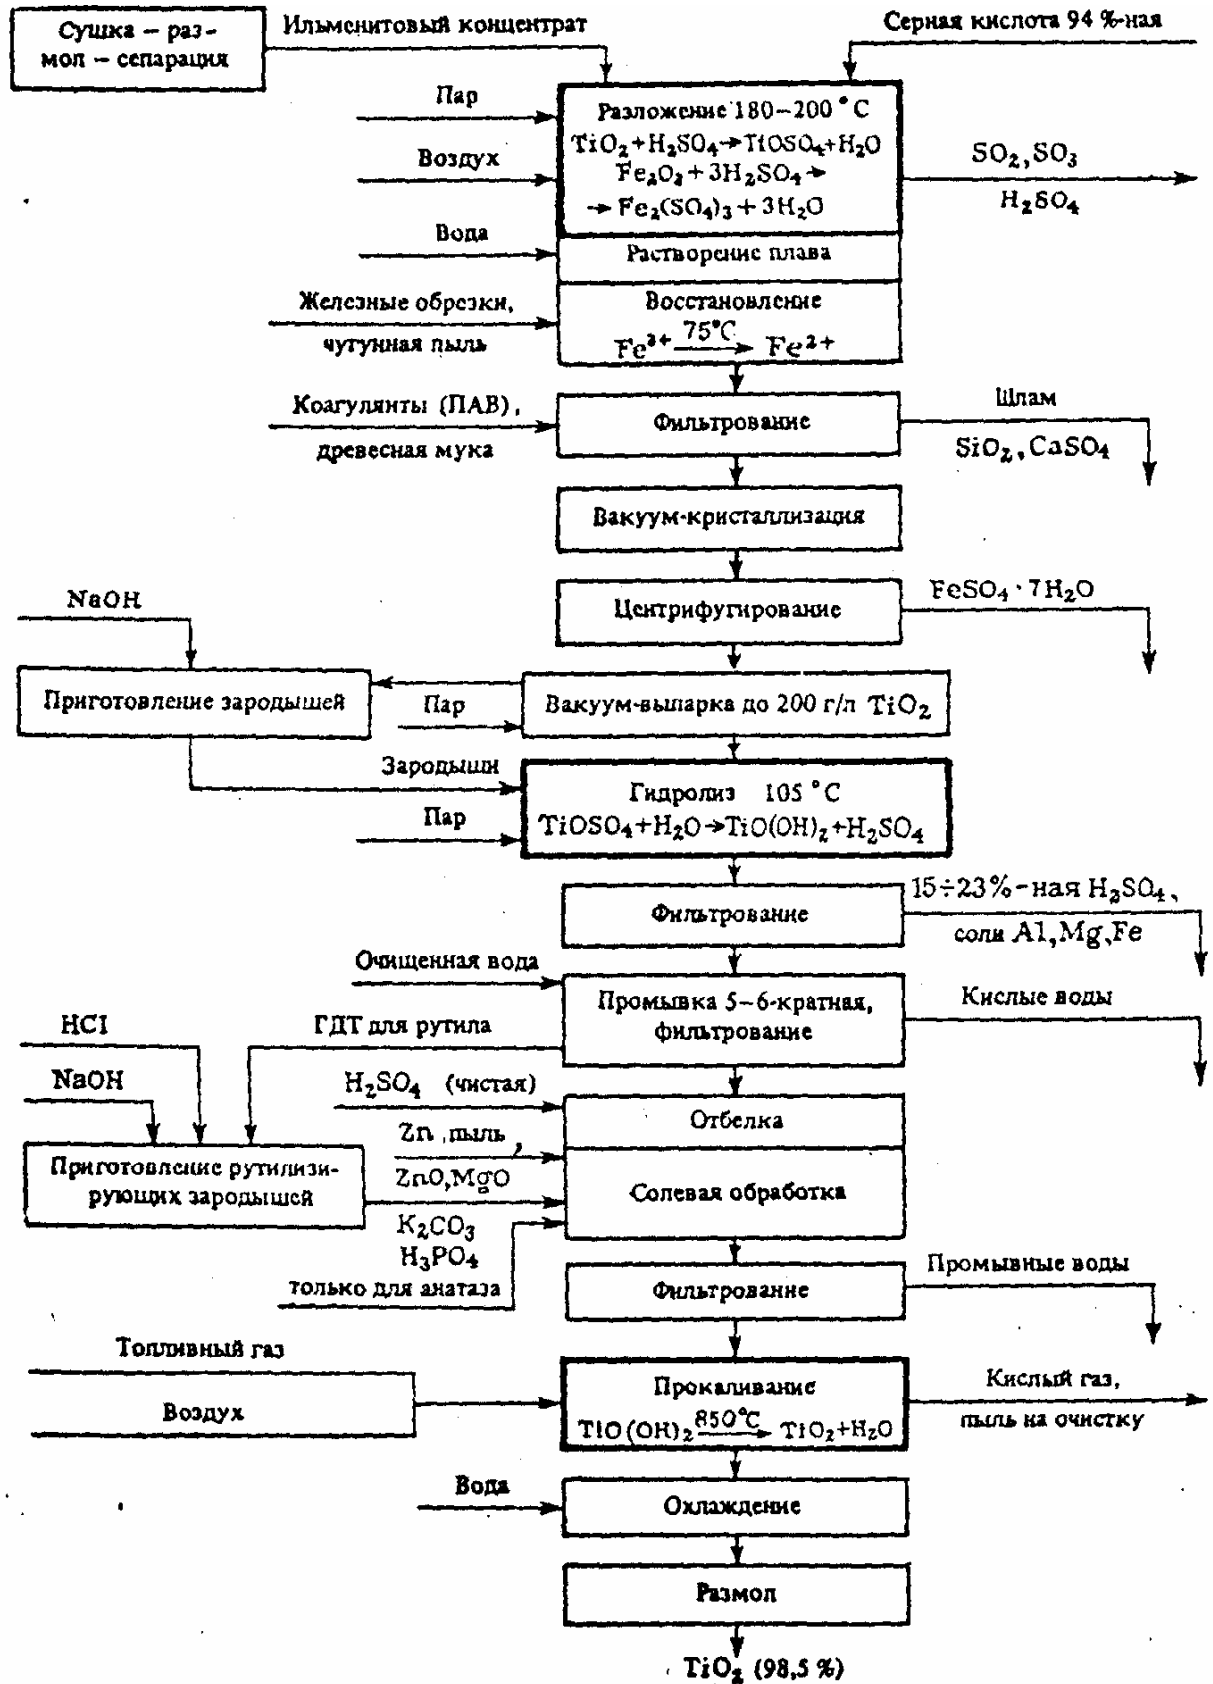 Сушка – раз-
мол – сепарация
Ильменитовый концентрат
Серная кислота 94 %-ная
Пар
Воздух
Разложение 180–200 °С
TiO₂+H₂SO₄→TiOSO₄+H₂O
Fe₂O₃+3H₂SO₄→
→Fe₂(SO₄)₃+3H₂O
SO₂,SO₃
H₂SO₄
Вода
Растворение плава
Железные обрезки,
чугунная пыль
Восстановление
Fe³⁺ 75°C → Fe²⁺
Коагулянты (ПАВ),
древесная мука
Фильтрование
Шлам
SiO₂,CaSO₄
Вакуум-кристаллизация
Центрифугирование
FeSO₄·7H₂O
NaOH
Приготовление зародышей
Пар
Вакуум-выпарка до 200 г/л TiO₂
Зародыши
Пар
Гидролиз 105 °С
TiOSO₄+H₂O→TiO(OH)₂+H₂SO₄
Фильтрование
15÷23%-ная H₂SO₄,
соли Al,Mg,Fe
Очищенная вода
Промывка 5–6-кратная,
фильтрование
Кислые воды
HCl
ГДТ для рутила
NaOH
H₂SO₄ (чистая)
Отбелка
Приготовление рутилизи-
рующих зародышей
Zn пыль,
ZnO,MgO
Солевая обработка
K₂CO₃
H₃PO₄
только для анатаза
Фильтрование
Промывные воды
Топливный газ
Воздух
Прокаливание
TiO(OH)₂ 850°C → TiO₂+H₂O
Кислый газ,
пыль на очистку
Вода
Охлаждение
Размол
TiO₂ (98,5 %)